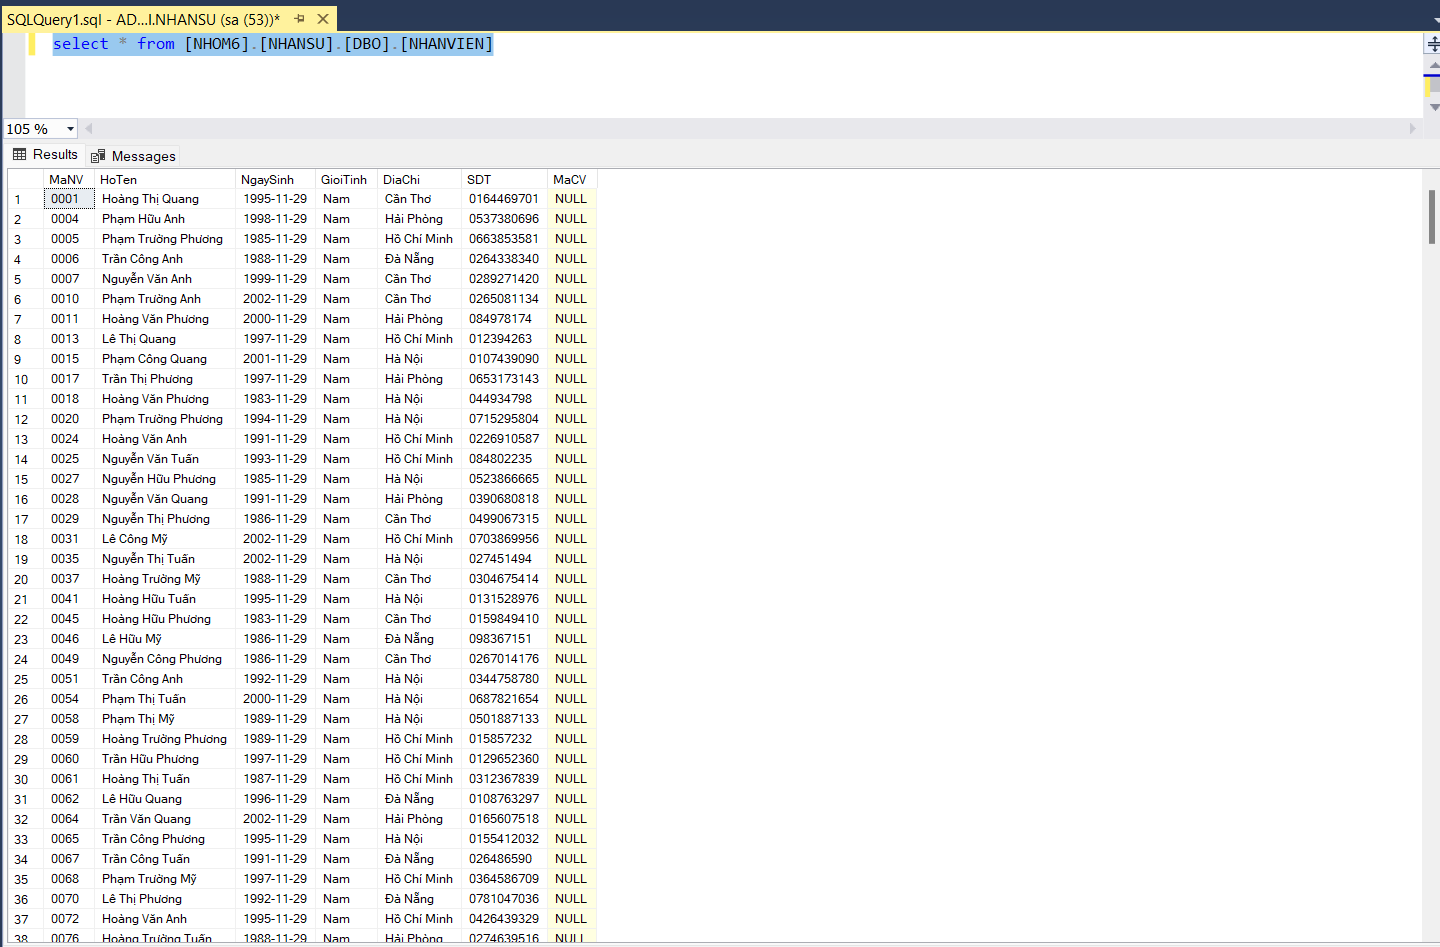 SQLQuery1.sql - AD...I.NHANSU (sa (53))*
select * from [NHOM6].[NHANSU].[DBO].[NHANVIEN]
105 %
Results Messages
MaNV HoTen NgaySinh GioiTinh DiaChi SDT MaCV
1 0001 Hoàng Thị Quang 1995-11-29 Nam Cần Thơ 0164469701 NULL
2 0004 Phạm Hữu Anh 1998-11-29 Nam Hải Phòng 0537380696 NULL
3 0005 Phạm Trường Phương 1985-11-29 Nam Hồ Chí Minh 0663853581 NULL
4 0006 Trần Công Anh 1988-11-29 Nam Đà Nẵng 0264338340 NULL
5 0007 Nguyễn Văn Anh 1999-11-29 Nam Cần Thơ 0289271420 NULL
6 0010 Phạm Trường Anh 2002-11-29 Nam Cần Thơ 0265081134 NULL
7 0011 Hoàng Văn Phương 2000-11-29 Nam Hải Phòng 084978174 NULL
8 0013 Lê Thị Quang 1997-11-29 Nam Hồ Chí Minh 012394263 NULL
9 0015 Phạm Công Quang 2001-11-29 Nam Hà Nội 0107439090 NULL
10 0017 Trần Thị Phương 1997-11-29 Nam Hải Phòng 0653173143 NULL
11 0018 Hoàng Văn Phương 1983-11-29 Nam Hà Nội 044934798 NULL
12 0020 Phạm Trường Phương 1994-11-29 Nam Hà Nội 0715295804 NULL
13 0024 Hoàng Văn Anh 1991-11-29 Nam Hồ Chí Minh 0226910587 NULL
14 0025 Nguyễn Văn Tuấn 1993-11-29 Nam Hồ Chí Minh 084802235 NULL
15 0027 Nguyễn Hữu Phương 1985-11-29 Nam Hà Nội 0523866665 NULL
16 0028 Nguyễn Văn Quang 1991-11-29 Nam Hải Phòng 0390680818 NULL
17 0029 Nguyễn Thị Phương 1986-11-29 Nam Cần Thơ 0499067315 NULL
18 0031 Lê Công Mỹ 2002-11-29 Nam Hồ Chí Minh 0703869956 NULL
19 0035 Nguyễn Thị Tuấn 2002-11-29 Nam Hà Nội 027451494 NULL
20 0037 Hoàng Trường Mỹ 1988-11-29 Nam Cần Thơ 0304675414 NULL
21 0041 Hoàng Hữu Tuấn 1995-11-29 Nam Hà Nội 0131528976 NULL
22 0045 Hoàng Hữu Phương 1983-11-29 Nam Cần Thơ 0159849410 NULL
23 0046 Lê Hữu Mỹ 1986-11-29 Nam Đà Nẵng 098367151 NULL
24 0049 Nguyễn Công Phương 1986-11-29 Nam Cần Thơ 0267014176 NULL
25 0051 Trần Công Anh 1992-11-29 Nam Hà Nội 0344758780 NULL
26 0054 Phạm Thị Tuấn 2000-11-29 Nam Hà Nội 0687821654 NULL
27 0058 Phạm Thị Mỹ 1989-11-29 Nam Hà Nội 0501887133 NULL
28 0059 Hoàng Trường Phương 1989-11-29 Nam Hồ Chí Minh 015857232 NULL
29 0060 Trần Hữu Phương 1997-11-29 Nam Hồ Chí Minh 0129652360 NULL
30 0061 Hoàng Thị Tuấn 1987-11-29 Nam Hồ Chí Minh 0312367839 NULL
31 0062 Lê Hữu Quang 1996-11-29 Nam Đà Nẵng 0108763297 NULL
32 0064 Trần Văn Quang 2002-11-29 Nam Hải Phòng 0165607518 NULL
33 0065 Trần Công Phương 1995-11-29 Nam Hà Nội 0155412032 NULL
34 0067 Trần Công Tuấn 1991-11-29 Nam Đà Nẵng 026486590 NULL
35 0068 Phạm Trường Mỹ 1997-11-29 Nam Hồ Chí Minh 0364586709 NULL
36 0070 Lê Thị Phương 1992-11-29 Nam Đà Nẵng 0781047036 NULL
37 0072 Hoàng Văn Anh 1995-11-29 Nam Hồ Chí Minh 0426439329 NULL
38 0076 Hoàng Trường Tuấn 1988-11-29 Nam Hải Phòng 0274639516 NULL